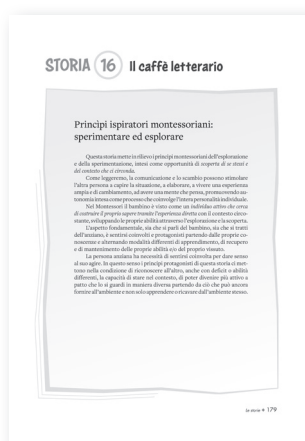 STORIA 16 Il caffè letterario
Principi ispiratori montessoriani:
sperimentare ed esplorare
Questa storia mette in rilievo i principi montessoriani dell'esplorazione
e della sperimentazione, intesi come opportunità di scoperta di se stessi e
del contesto che ci circonda.
Come leggeremo, la comunicazione e lo scambio possono stimolare
l'altra persona a capire la situazione, a elaborare, a vivere una esperienza
ampia e di cambiamento, ad avere una mente che pensa, promuovendo au-
tonomia intesa come processo che coinvolge l'intera personalità individuale.
Nel Montessori il bambino è visto come un individuo attivo che cerca
di costruire il proprio sapere tramite l'esperienza diretta con il contesto circo-
stante, sviluppando le proprie abilità attraverso l'esplorazione e la scoperta.
L'aspetto fondamentale, sia che si parli del bambino, sia che si tratti
dell'anziano, è sentirsi coinvolti e protagonisti partendo dalle proprie co-
noscenze e alternando modalità differenti di apprendimento, di recupero
e di mantenimento delle proprie abilità e/o del proprio vissuto.
La persona anziana ha necessità di sentirsi coinvolta per dare senso
al suo agire. In questo senso i principi protagonisti di questa storia ci met-
tono nella condizione di riconoscere all'altro, anche con deficit o abilità
differenti, la capacità di stare nel contesto, di poter divenire più attivo a
patto che lo si guardi in maniera diversa partendo da ciò che può ancora
fornire all'ambiente e non solo apprendere o ricavare dall'ambiente stesso.
Le storie 179